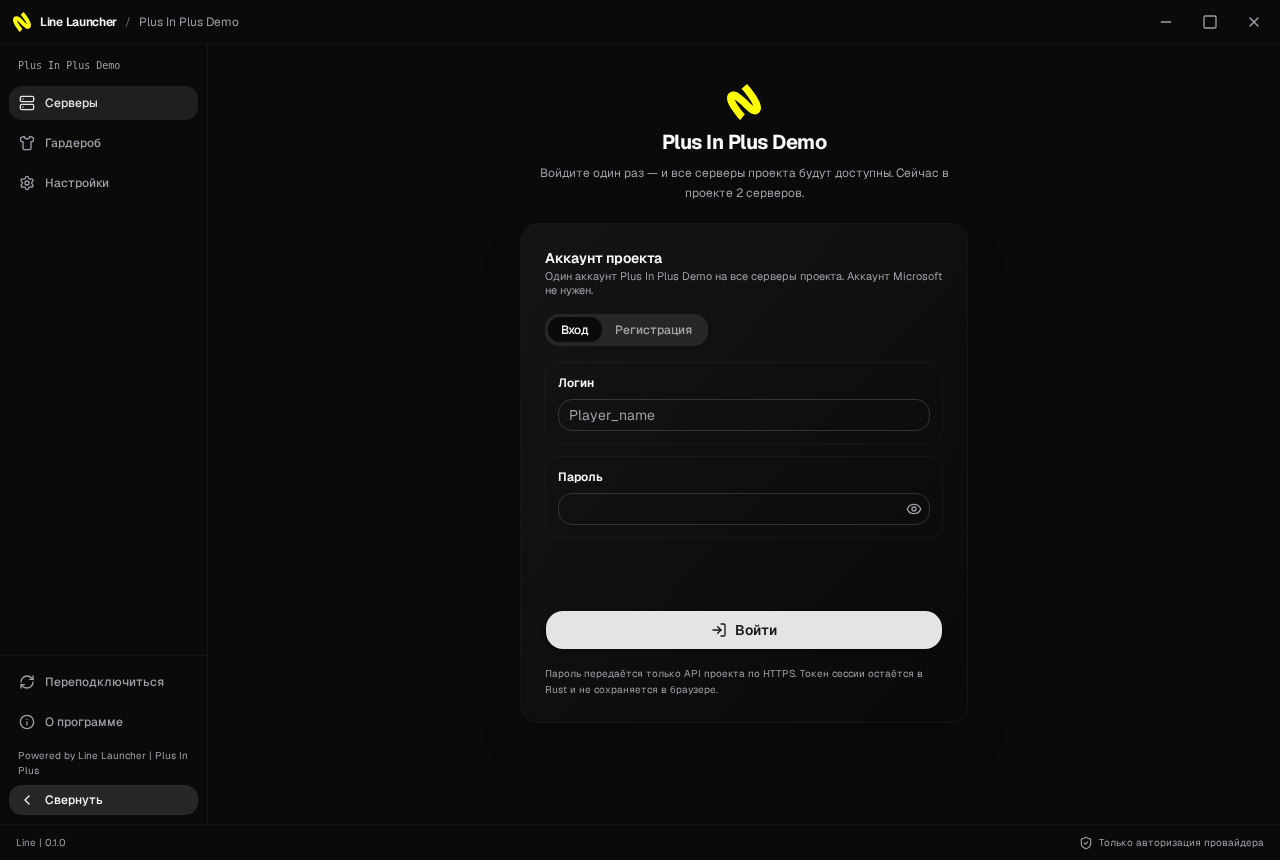 Line Launcher / Plus In Plus Demo
Plus In Plus Demo
Серверы
Гардероб
Настройки
Plus In Plus Demo
Войдите один раз — и все серверы проекта будут доступны. Сейчас в
проекте 2 серверов.
Аккаунт проекта
Один аккаунт Plus In Plus Demo на все серверы проекта. Аккаунт Microsoft
не нужен.
Вход Регистрация
Логин
Player_name
Пароль
Войти
Пароль передаётся только API проекта по HTTPS. Токен сессии остаётся в
Rust и не сохраняется в браузере.
Переподключиться
О программе
Powered by Line Launcher | Plus In
Plus
Свернуть
Line | 0.1.0
Только авторизация провайдера